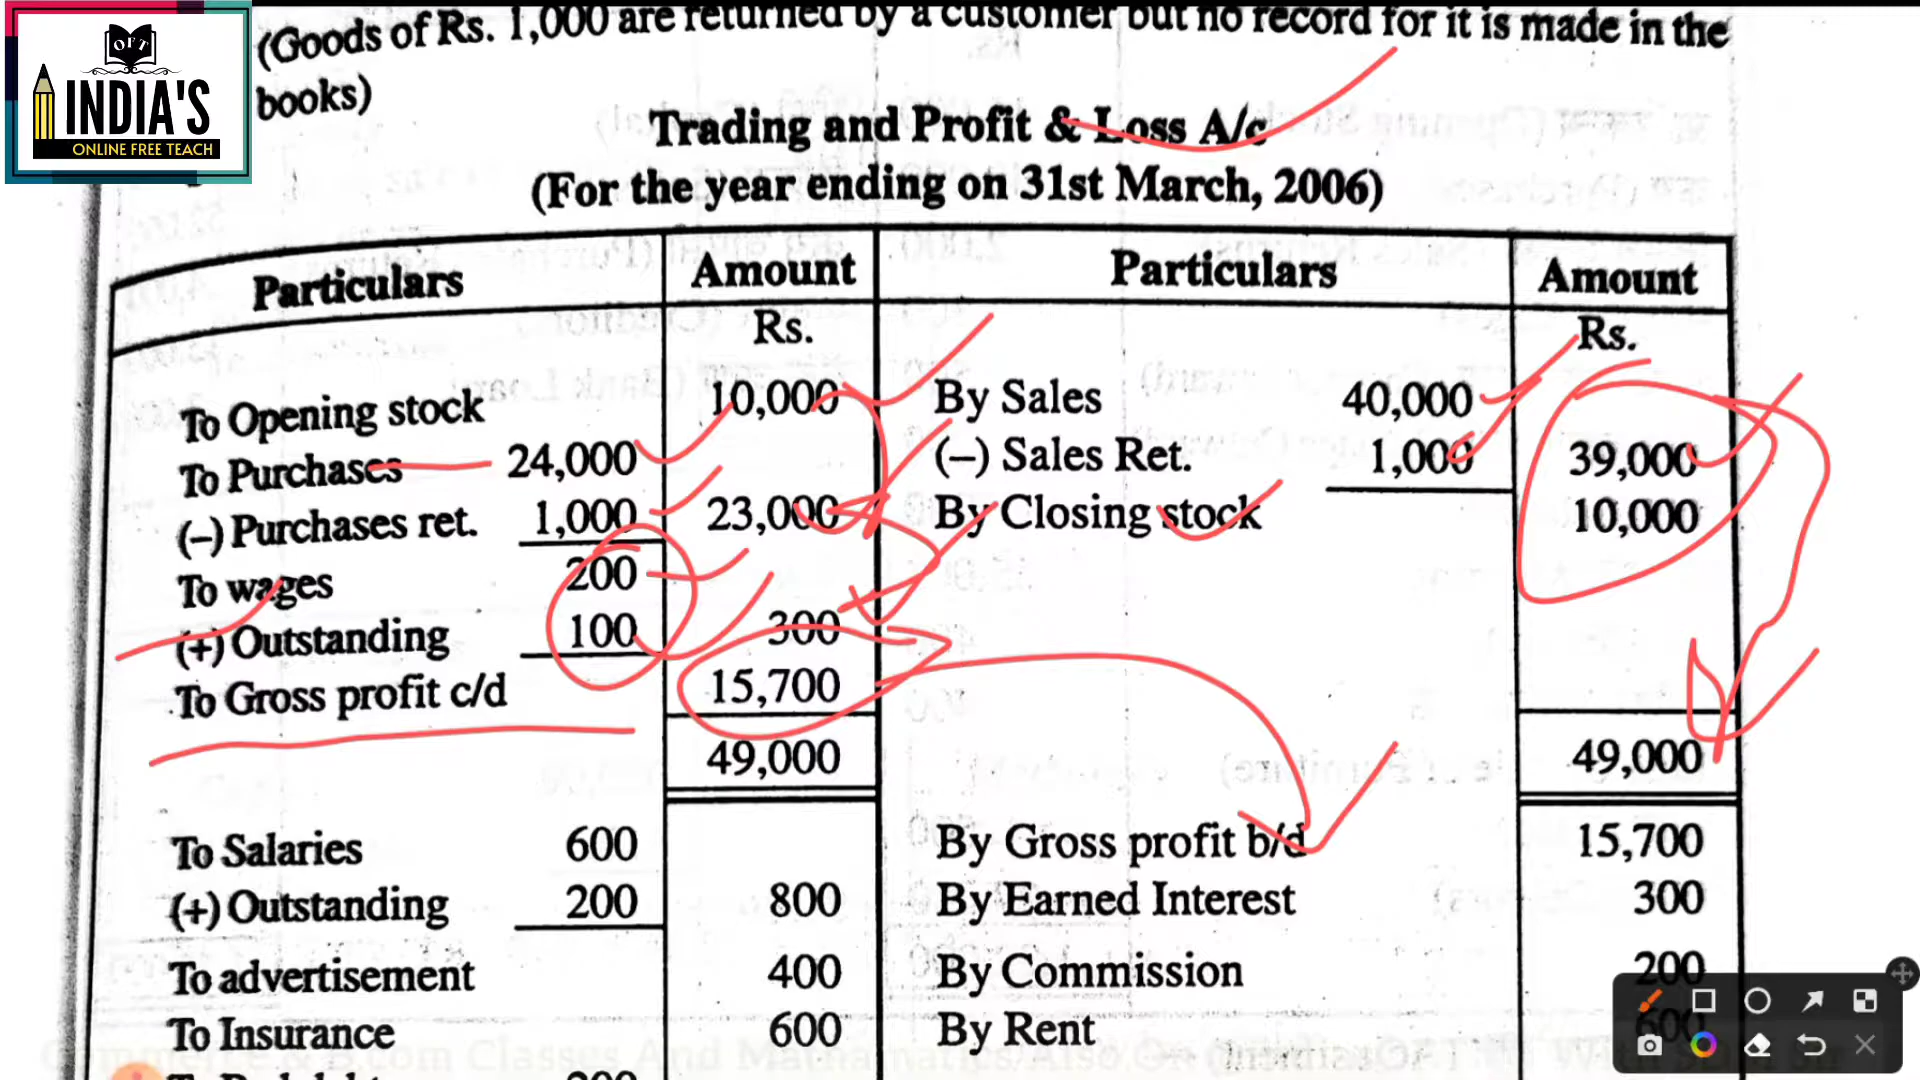 (Goods of Rs. 1,000 are returned by a customer but no record for it is made in the
books)
OFT
INDIA'S
ONLINE FREE TEACH
Trading and Profit & Loss A/c
(For the year ending on 31st March, 2006)
Particulars Amount Particulars Amount
Rs. Rs.
To Opening stock 10,000 By Sales 40,000
To Purchases 24,000 (–) Sales Ret. 1,000 39,000
(–) Purchases ret. 1,000 23,000 By Closing stock 10,000
To wages 200
(+) Outstanding 100 300
To Gross profit c/d 15,700
49,000 49,000
To Salaries 600 By Gross profit b/d 15,700
(+) Outstanding 200 800 By Earned Interest 300
To advertisement 400 By Commission 200
To Insurance 600 By Rent 600